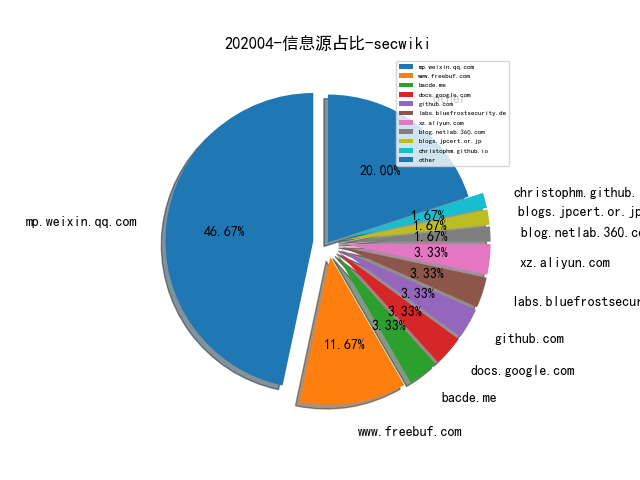 202004-信息源占比-secwiki
mp.weixin.qq.com
www.freebuf.com
bacde.me
docs.google.com
github.com
labs.bluefrostsecurity.de
xz.aliyun.com
blog.netlab.360.com
blogs.jpcert.or.jp
christophm.github.io
other
other
20.00%
christophm.github.
1.67%
blogs.jpcert.or.jp
1.67%
mp.weixin.qq.com
46.67%
1.67%
blog.netlab.360.co
3.33%
xz.aliyun.com
3.33%
3.33%
labs.bluefrostsecur
3.33%
3.33%
github.com
11.67%
docs.google.com
bacde.me
www.freebuf.com